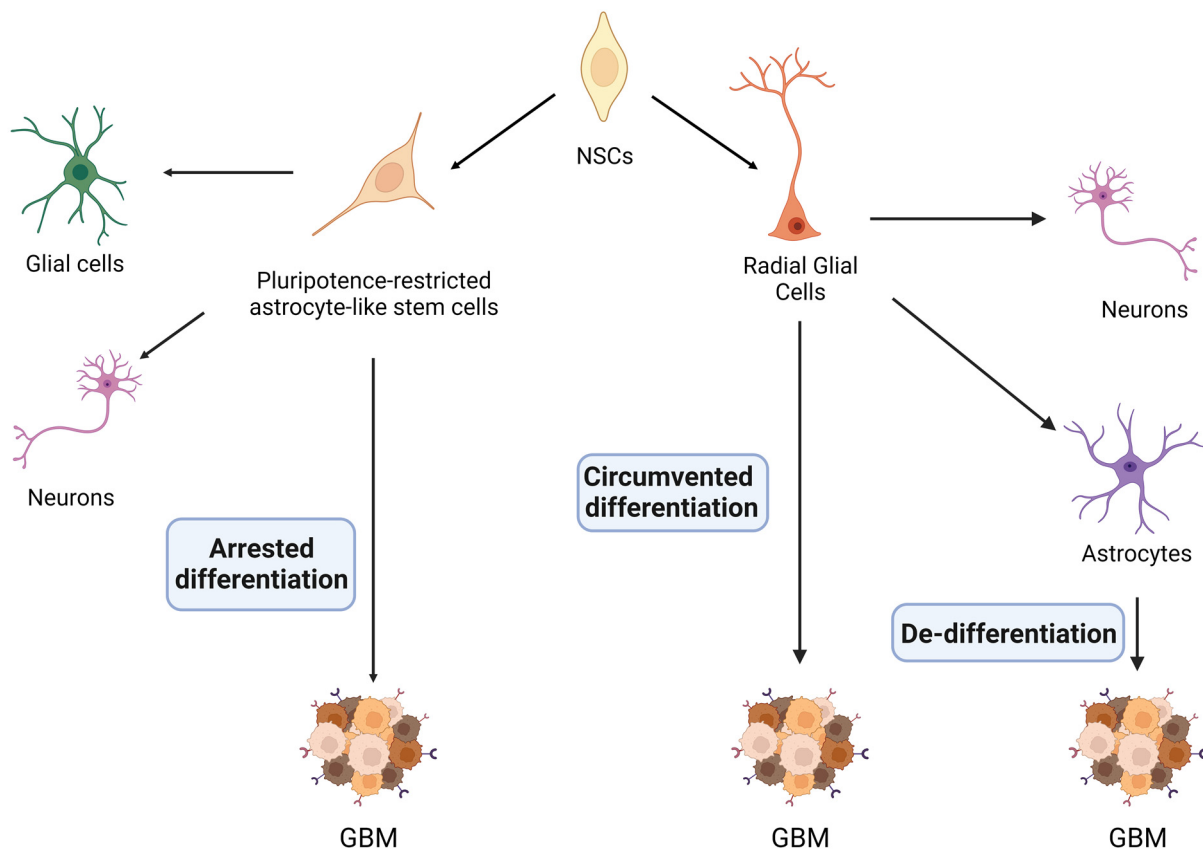 NSCs
Glial cells
Pluripotence-restricted
astrocyte-like stem cells
Radial Glial
Cells
Neurons
Neurons
Circumvented
differentiation
Arrested
differentiation
Astrocytes
De-differentiation
GBM
GBM
GBM